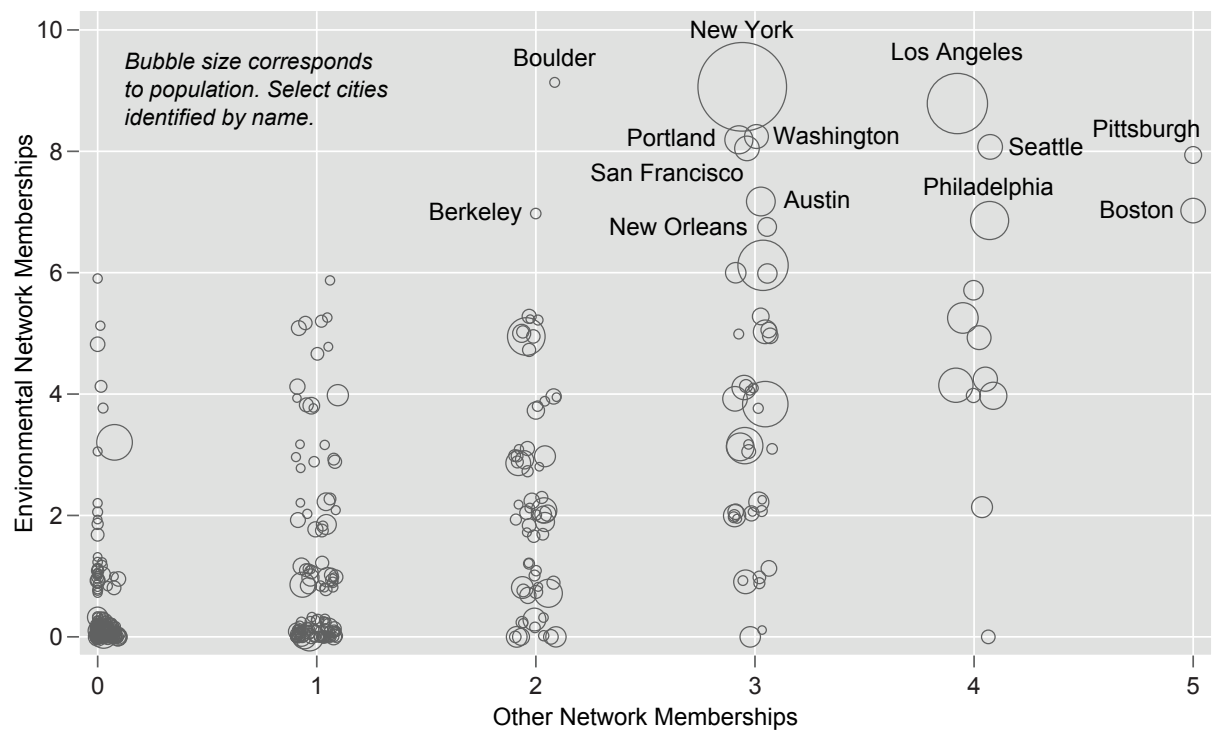 10
8
6
4
2
0
Environmental Network Memberships
Bubble size corresponds
to population. Select cities
identified by name.
New York
Boulder
Los Angeles
Portland
Washington
Pittsburgh
Seattle
San Francisco
Philadelphia
Berkeley
Austin
Boston
New Orleans
0
1
2
3
4
5
Other Network Memberships